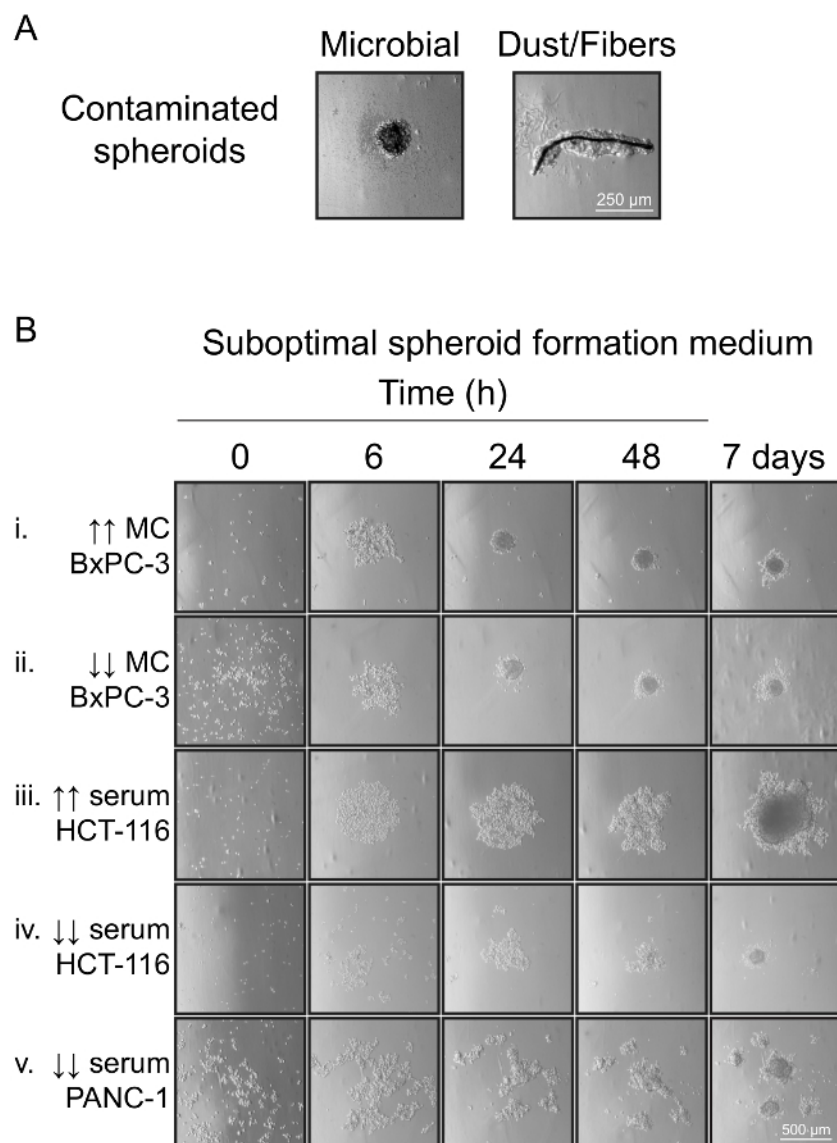 A
Microbial Dust/Fibers
Contaminated
spheroids
250 µm
B
Suboptimal spheroid formation medium
Time (h)
0 6 24 48 7 days
i. ↑↑ MC
BxPC-3
ii. ↓↓ MC
BxPC-3
iii. ↑↑ serum
HCT-116
iv. ↓↓ serum
HCT-116
v. ↓↓ serum
PANC-1
500 µm